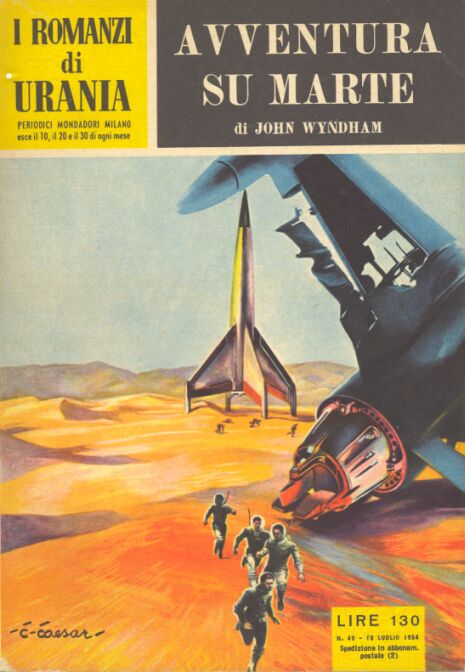 I ROMANZI
di
URANIA
PERIODICI MONDADORI MILANO
esce il 10, il 20 e il 30 di ogni mese
AVVENTURA
SU MARTE
di JOHN WYNDHAM
-c-caesar-
LIRE 130
N. 49 - 10 LUGLIO 1954
Spedizione in abbonam.
postale (2)